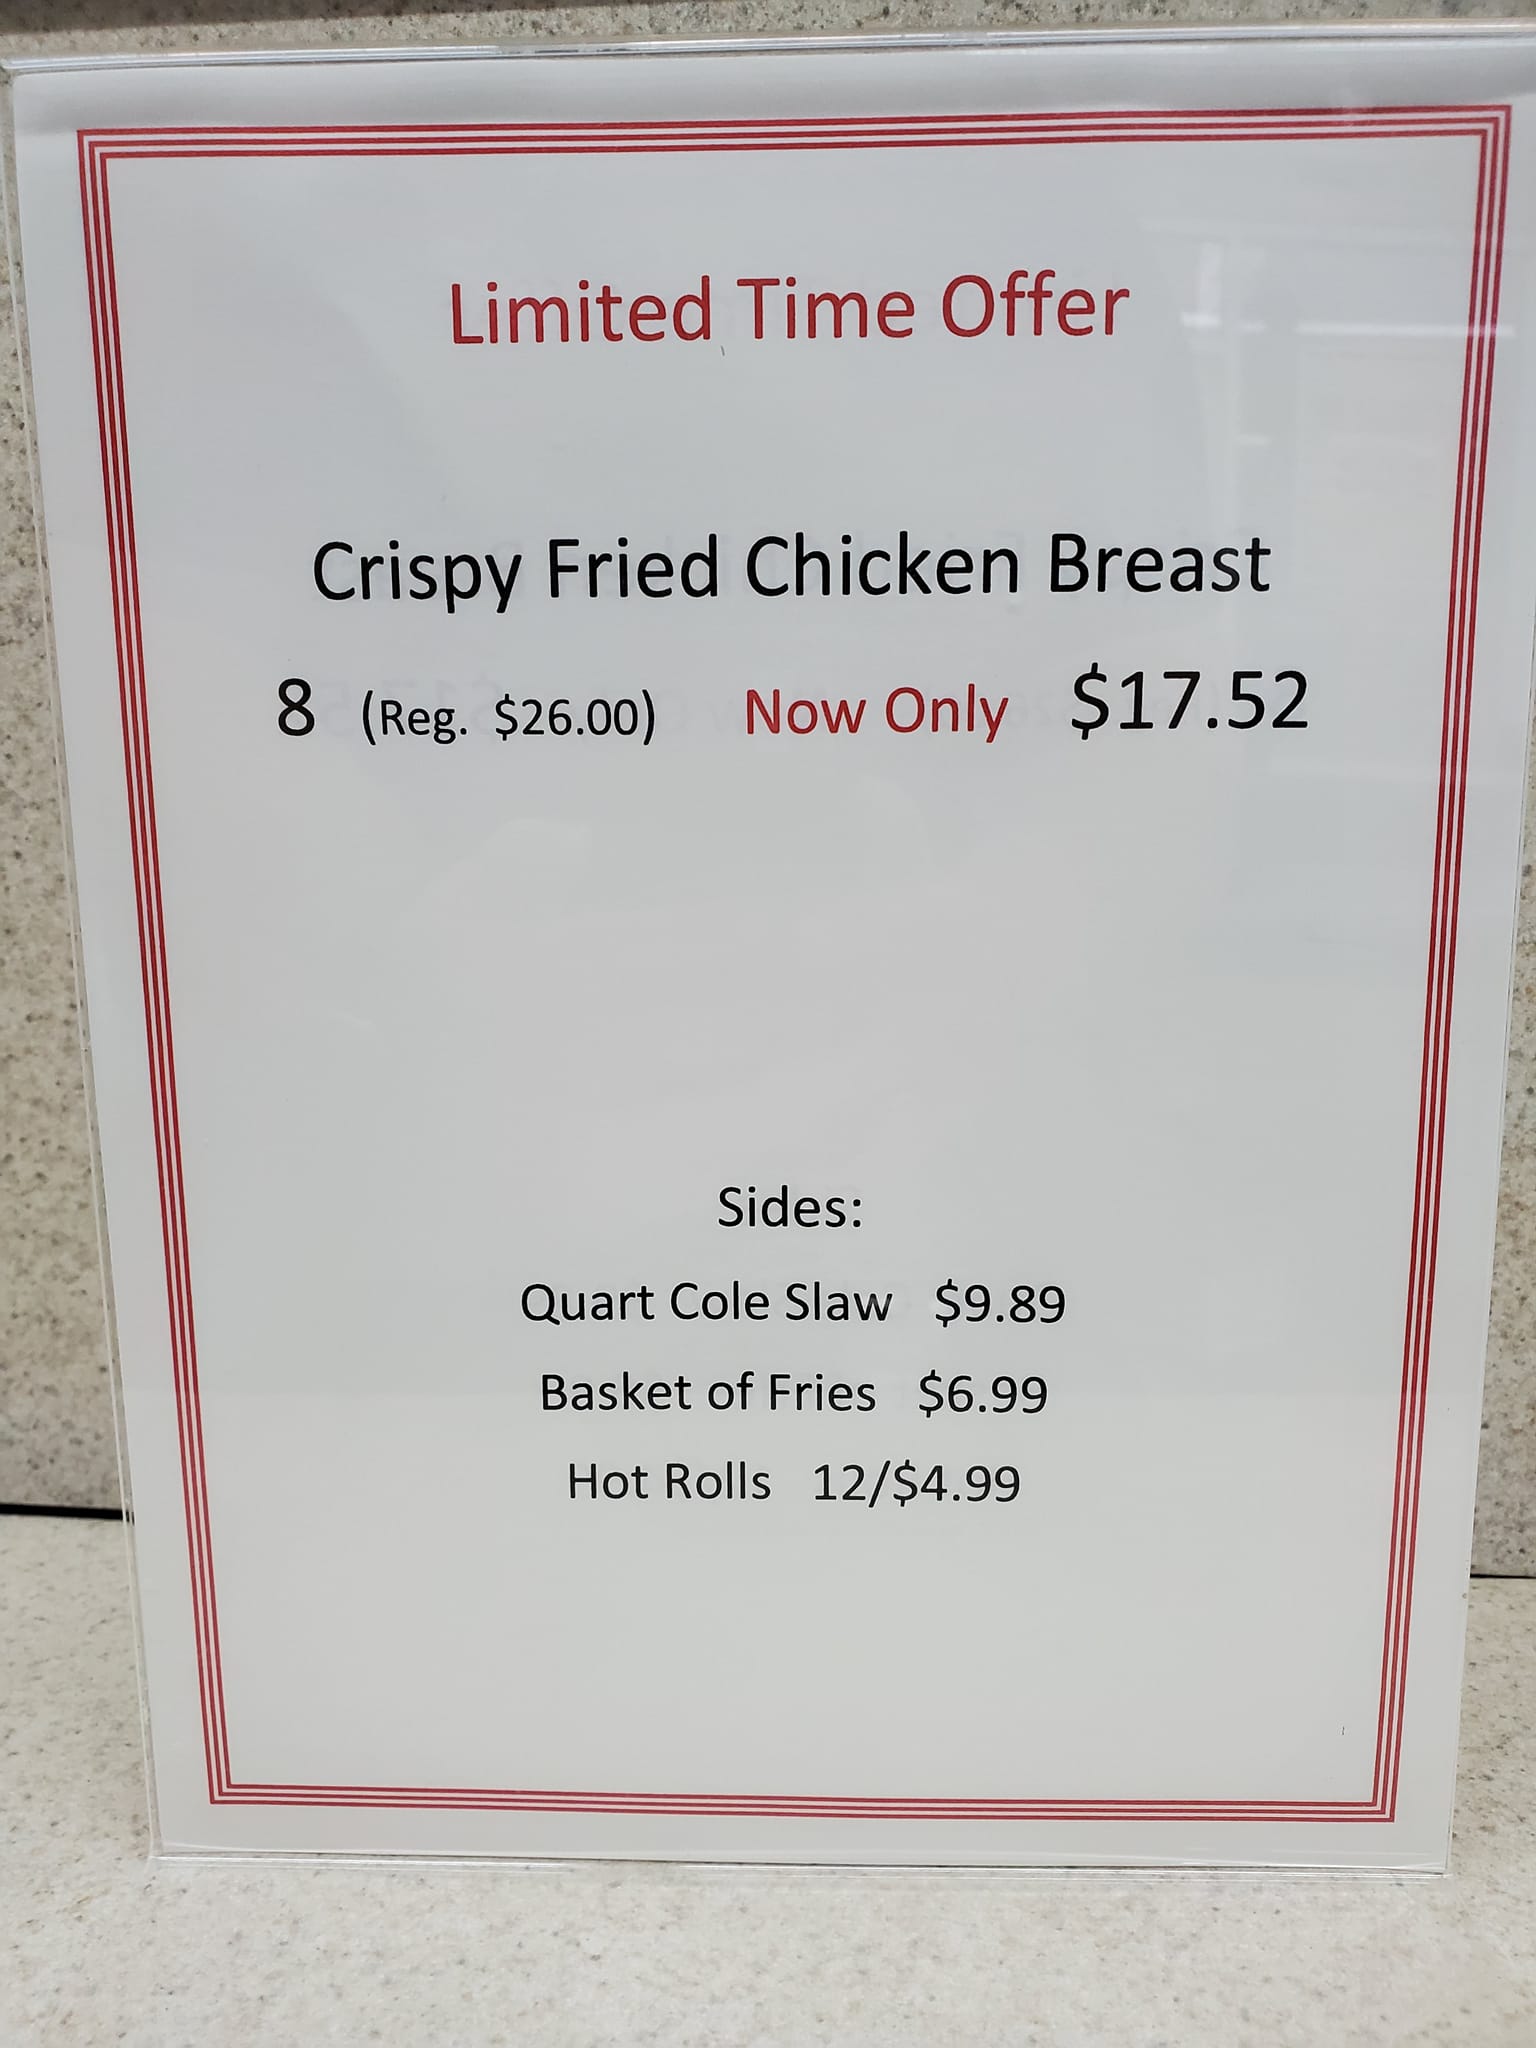 Limited Time Offer
Crispy Fried Chicken Breast
8 (Reg. $26.00) Now Only $17.52
Sides:
Quart Cole Slaw $9.89
Basket of Fries $6.99
Hot Rolls 12/$4.99